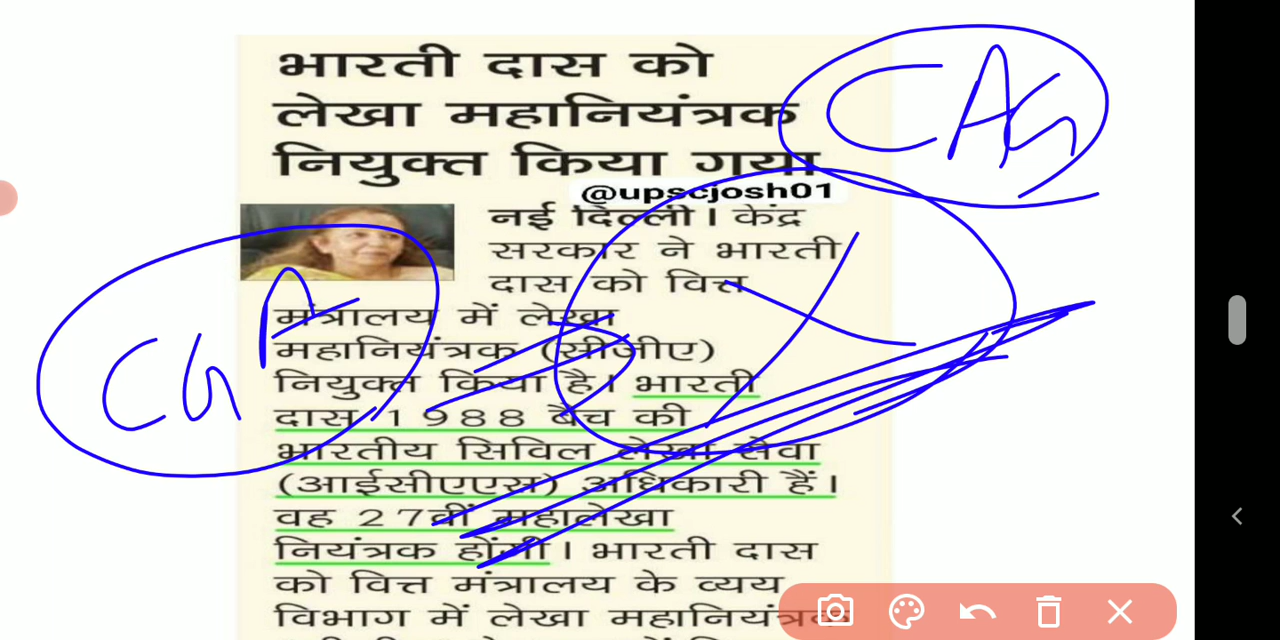 भारती दास को
लेखा महानियंत्रक
नियुक्त किया गया
CAG
@upscjosh01
नई दिल्ली। केंद्र
सरकार ने भारती
दास को वित्त
मंत्रालय में लेखा
महानियंत्रक (सीजीए)
नियुक्त किया है। भारती
दास 1988 बैच की
भारतीय सिविल लेखा सेवा
(आईसीएएस) अधिकारी हैं।
वह 27वीं महालेखा
नियंत्रक होंगी। भारती दास
को वित्त मंत्रालय के व्यय
विभाग में लेखा महानियंत्रक
CGA